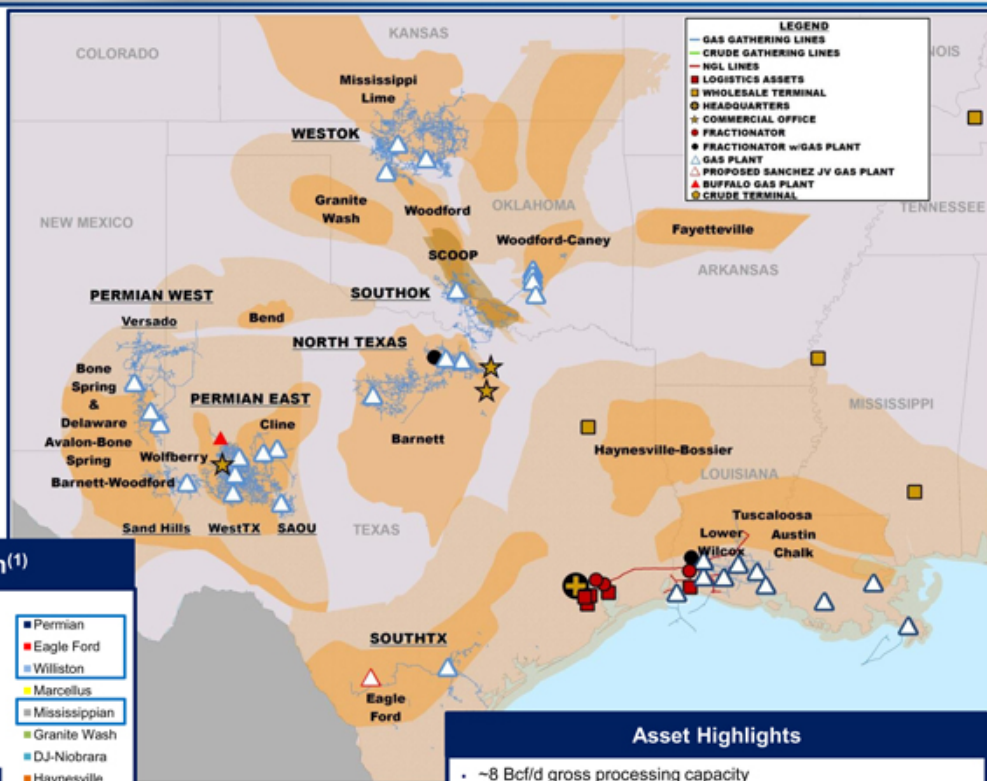 COLORADO
KANSAS
NOIS
Mississippi
Lime
WESTOK
LEGEND
GAS GATHERING LINES
CRUDE GATHERING LINES
NGL LINES
LOGISTICS ASSETS
WHOLESALE TERMINAL
HEADQUARTERS
COMMERCIAL OFFICE
FRACTIONATOR
FRACTIONATOR w/GAS PLANT
GAS PLANT
PROPOSED SANCHEZ JV GAS PLANT
BUFFALO GAS PLANT
CRUDE TERMINAL
Granite
Wash
Woodford
OKLAHOMA
TENNESSEE
NEW MEXICO
Woodford-Caney
Fayetteville
SCOOP
ARKANSAS
SOUTHOK
PERMIAN WEST
Versado
Bend
NORTH TEXAS
Bone
Spring
&
Delaware
Avalon-Bone
Spring
Barnett-Woodford
PERMIAN EAST
Cline
Wolfberry
Barnett
MISSISSIPPI
Haynesville-Bossier
LOUISIANA
Sand Hills
WestTX
SAOU
TEXAS
Tuscaloosa
Lower
Wilcox
Austin
Chalk
SOUTHTX
Eagle
Ford
n(1)
Permian
Eagle Ford
Williston
Marcellus
Mississippian
Granite Wash
DJ-Niobrara
Haynesville
Asset Highlights
• ~8 Bcf/d gross processing capacity